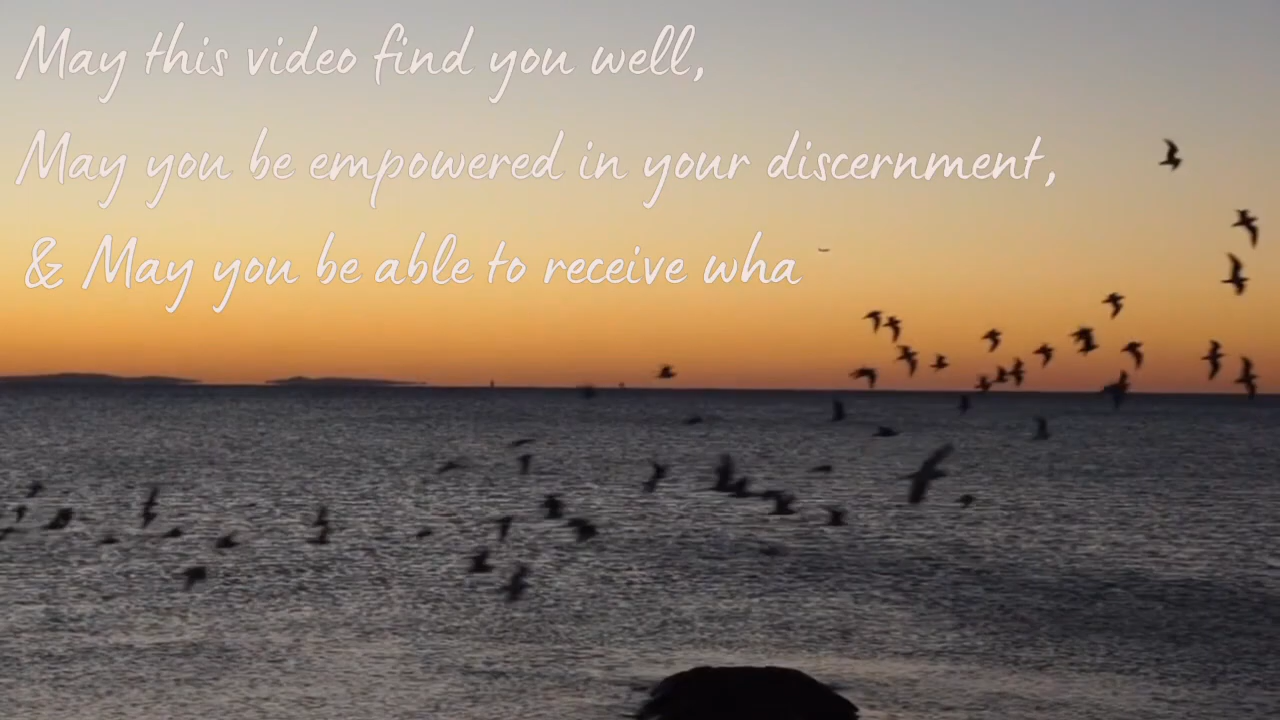 May this video find you well,
May you be empowered in your discernment,
& May you be able to receive wha